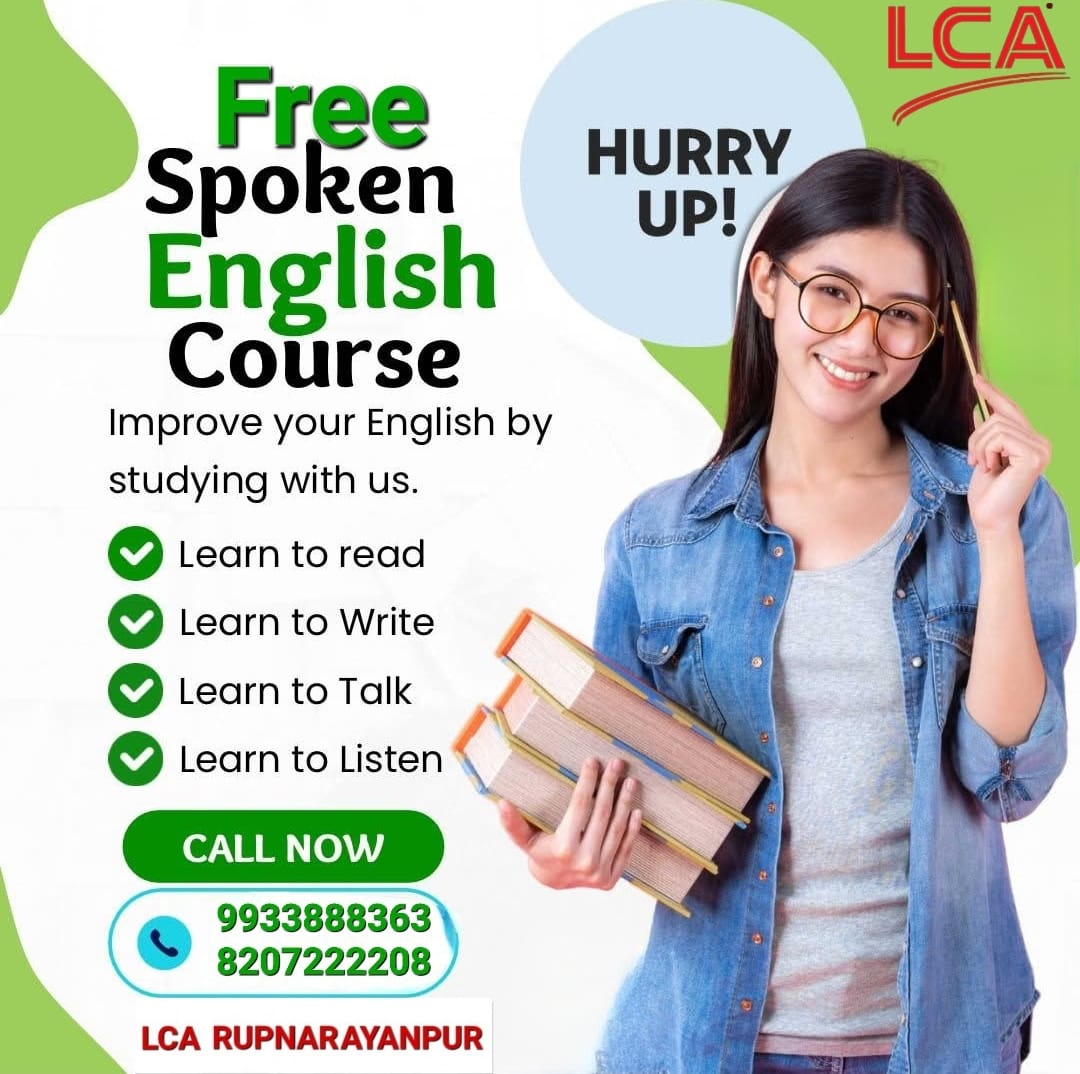 LCA
Free
Spoken
English
Course
HURRY
UP!
Improve your English by
studying with us.
Learn to read
Learn to Write
Learn to Talk
Learn to Listen
CALL NOW
9933888363
8207222208
LCA RUPNARAYANPUR